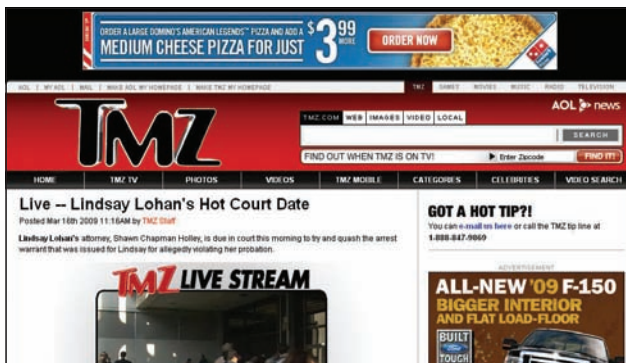 ORDER A LARGE DOMINO'S AMERICAN LEGENDS™ PIZZA AND ADD A
MEDIUM CHEESE PIZZA FOR JUST
$3.99
MORE
ORDER NOW
Domino's Pizza
AOL | MY AOL | MAIL | MAKE AOL MY HOMEPAGE | MAKE TMZ MY HOMEPAGE
TMZ GAMES MOVIES MUSIC RADIO TELEVISION
TMZ
AOL news
TMZ.COM WEB IMAGES VIDEO LOCAL
SEARCH
FIND OUT WHEN TMZ IS ON TV! Enter Zipcode FIND IT!
HOME TMZ TV PHOTOS VIDEOS TMZ MOBILE CATEGORIES CELEBRITIES VIDEO SEARCH
Live -- Lindsay Lohan's Hot Court Date
Posted Mar 16th 2009 11:16AM by TMZ Staff
Lindsay Lohan's attorney, Shawn Chapman Holley, is due in court this morning to try and quash the arrest
warrant that was issued for Lindsay for allegedly violating her probation.
TMZ LIVE STREAM
GOT A HOT TIP?!
You can e-mail us here or call the TMZ tip line at
1-888-847-9869
ADVERTISEMENT
ALL-NEW '09 F-150
BIGGER INTERIOR
AND FLAT LOAD-FLOOR
BUILT
TOUGH